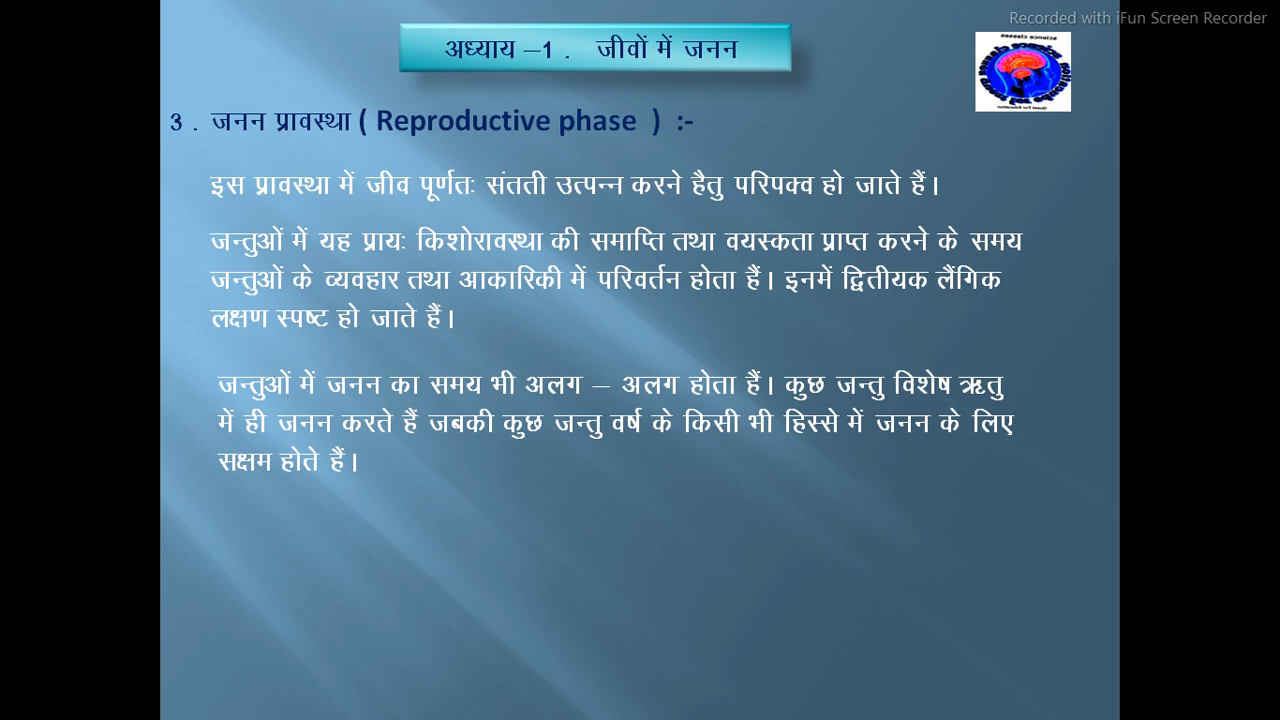 Recorded with iFun Screen Recorder
अध्याय –1 . जीवों में जनन
science classes
3 . जनन प्रावस्था ( Reproductive phase ) :-
इस प्रावस्था में जीव पूर्णतः संतती उत्पन्न करने हैतु परिपक्व हो जाते हैं।
जन्तुओं में यह प्रायः किशोरावस्था की समाप्ति तथा वयस्कता प्राप्त करने के समय
जन्तुओं के व्यवहार तथा आकारिकी में परिवर्तन होता हैं। इनमें द्वितीयक लैंगिक
लक्षण स्पष्ट हो जाते हैं।
जन्तुओं में जनन का समय भी अलग – अलग होता हैं। कुछ जन्तु विशेष ऋतु
में ही जनन करते हैं जबकी कुछ जन्तु वर्ष के किसी भी हिस्से में जनन के लिए
सक्षम होते हैं।